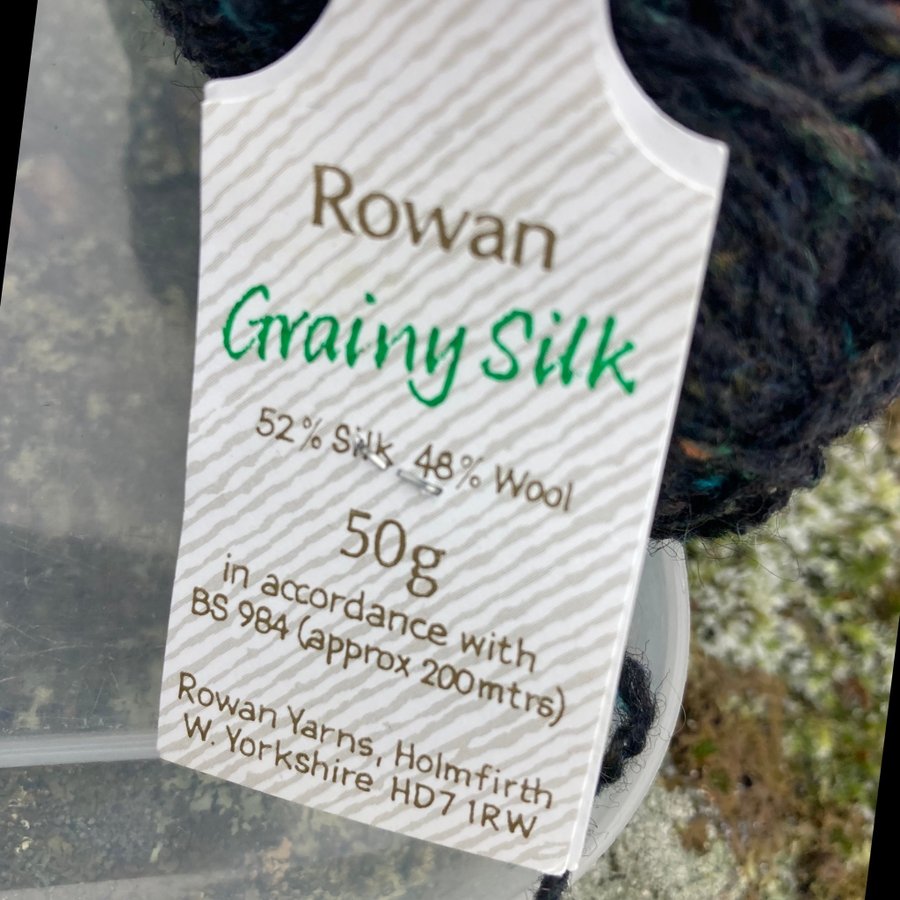 Rowan
Grainy Silk
52% Silk 48% Wool
50g
in accordance with
BS 984 (approx 200mtrs)
Rowan Yarns, Holmfirth
W. Yorkshire HD7 1RW